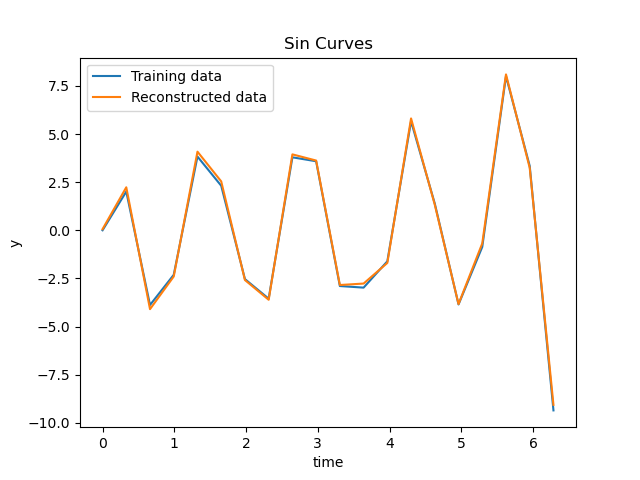 Sin Curves
Training data
Reconstructed data
7.5
5.0
2.5
0.0
−2.5
−5.0
−7.5
−10.0
y
0 1 2 3 4 5 6
time